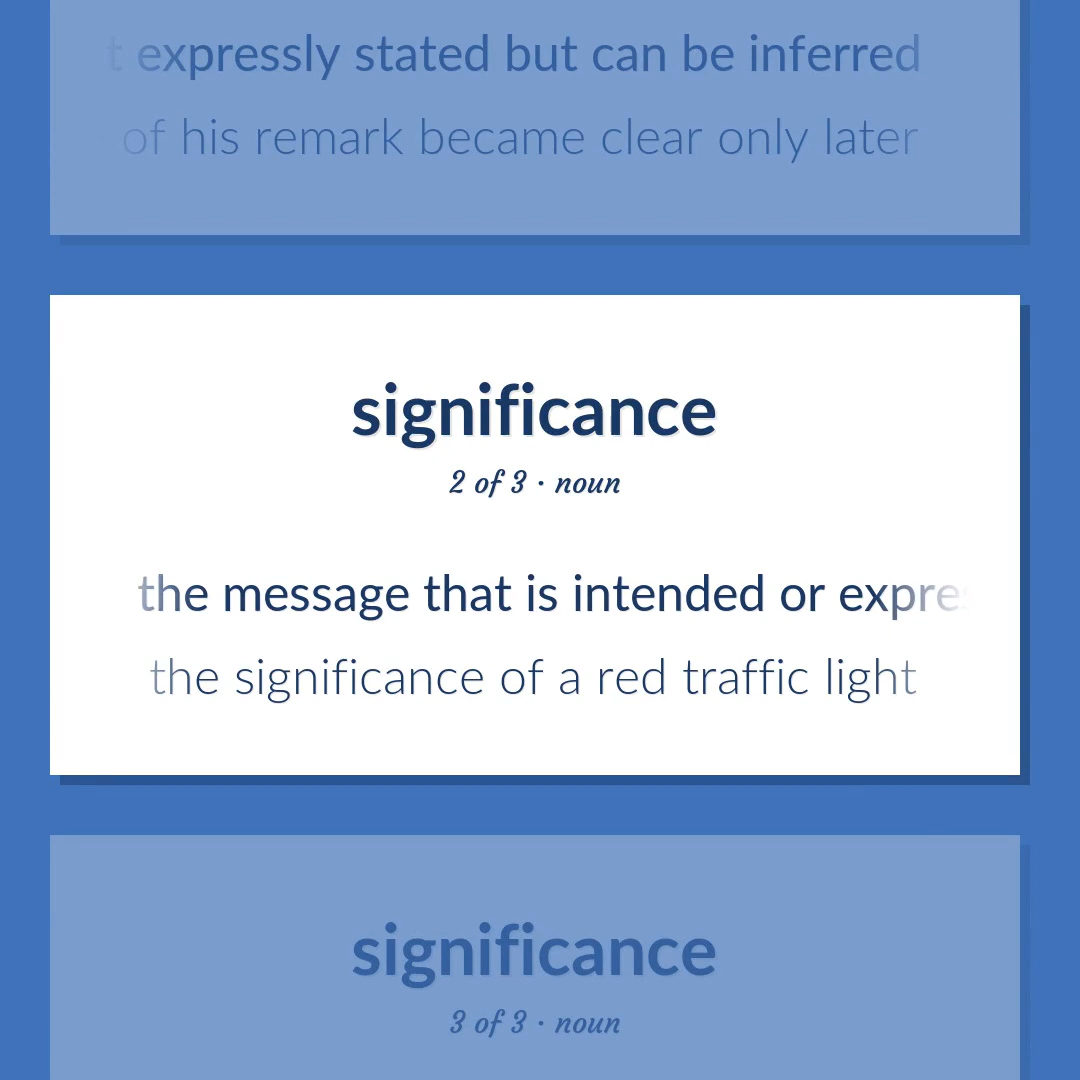 expressly stated but can be inferred
of his remark became clear only later
significance
2 of 3 · noun
the message that is intended or
the significance of a red traffic light
significance
3 of 3 · noun